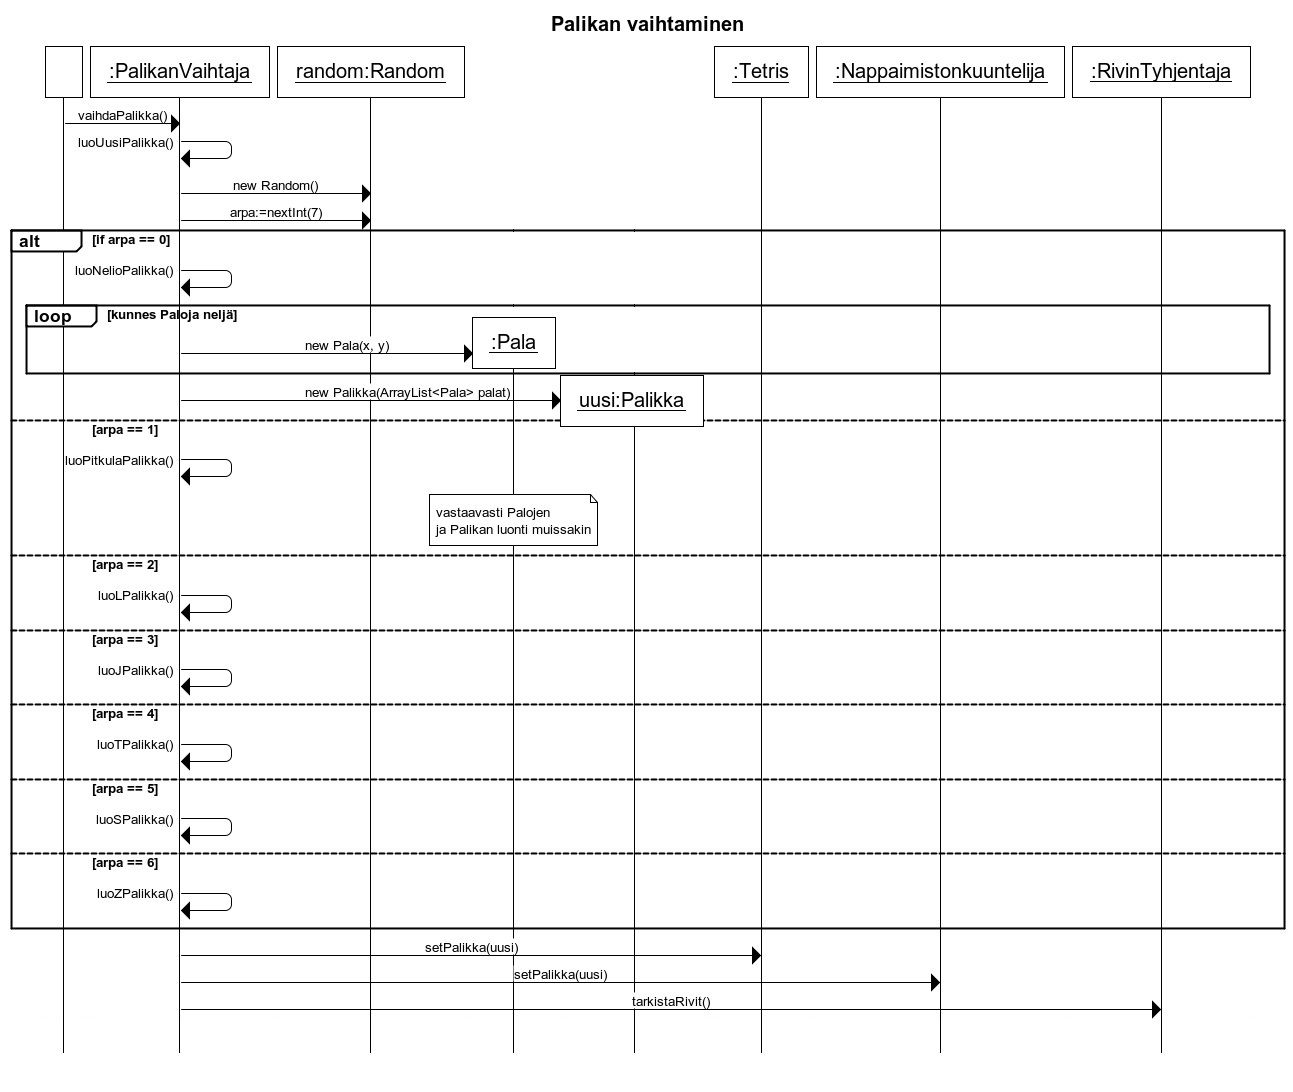 Palikan vaihtaminen
:PalikanVaihtaja
random:Random
:Tetris
:Nappaimistonkuuntelija
:RivinTyhjentaja
vaihdaPalikka()
luoUusiPalikka()
new Random()
arpa:=nextInt(7)
alt
[if arpa == 0]
luoNelioPalikka()
loop
[kunnes Paloja neljä]
:Pala
new Pala(x, y)
new Palikka(ArrayList<Pala> palat)
uusi:Palikka
[arpa == 1]
luoPitkulaPalikka()
vastaavasti Palojen
ja Palikan luonti muissakin
[arpa == 2]
luoLPalikka()
[arpa == 3]
luoJPalikka()
[arpa == 4]
luoTPalikka()
[arpa == 5]
luoSPalikka()
[arpa == 6]
luoZPalikka()
setPalikka(uusi)
setPalikka(uusi)
tarkistaRivit()